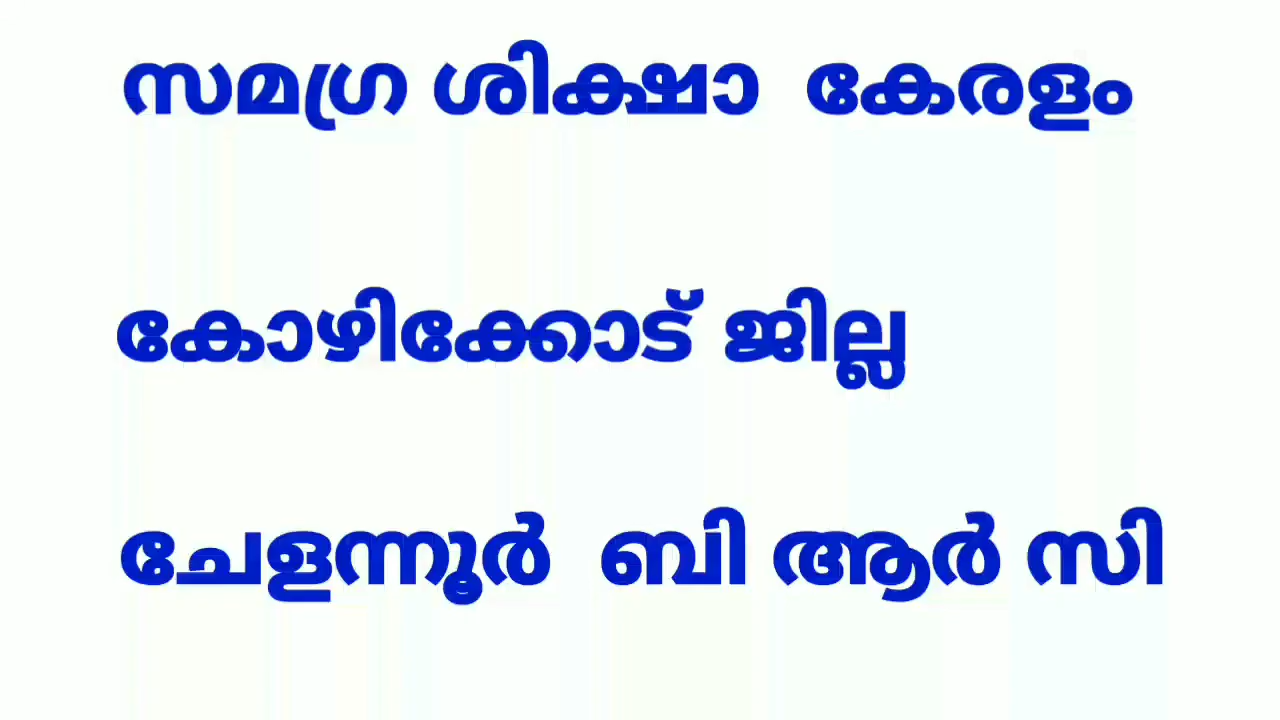 സമഗ്ര ശിക്ഷാ കേരളം
കോഴിക്കോട് ജില്ല
ചേളന്നൂർ ബി ആർ സി